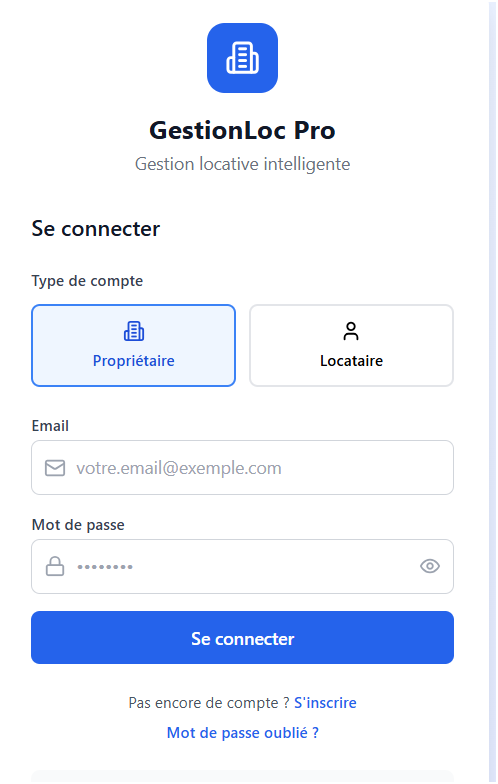 GestionLoc Pro
Gestion locative intelligente
Se connecter
Type de compte
Propriétaire
Locataire
Email
votre.email@exemple.com
Mot de passe
••••••••
Se connecter
Pas encore de compte ? S'inscrire
Mot de passe oublié ?